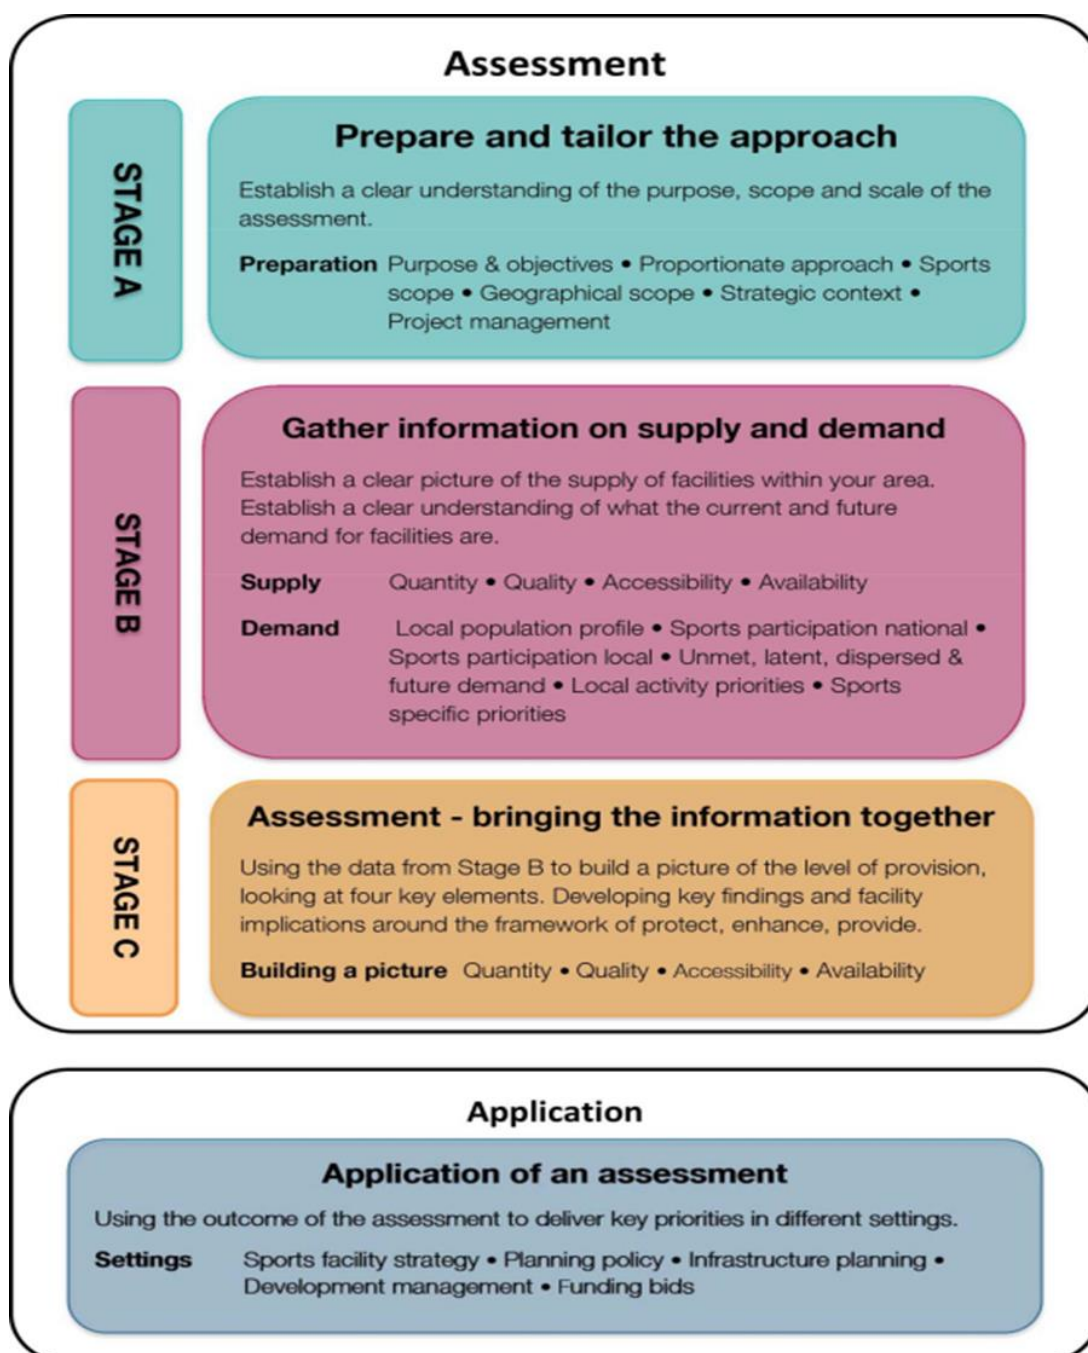 Assessment
STAGE A
Prepare and tailor the approach
Establish a clear understanding of the purpose, scope and scale of the
assessment.
Preparation Purpose & objectives • Proportionate approach • Sports
scope • Geographical scope • Strategic context •
Project management
STAGE B
Gather information on supply and demand
Establish a clear picture of the supply of facilities within your area.
Establish a clear understanding of what the current and future
demand for facilities are.
Supply Quantity • Quality • Accessibility • Availability
Demand Local population profile • Sports participation national •
Sports participation local • Unmet, latent, dispersed &
future demand • Local activity priorities • Sports
specific priorities
STAGE C
Assessment - bringing the information together
Using the data from Stage B to build a picture of the level of provision,
looking at four key elements. Developing key findings and facility
implications around the framework of protect, enhance, provide.
Building a picture Quantity • Quality • Accessibility • Availability
Application
Application of an assessment
Using the outcome of the assessment to deliver key priorities in different settings.
Settings Sports facility strategy • Planning policy • Infrastructure planning •
Development management • Funding bids